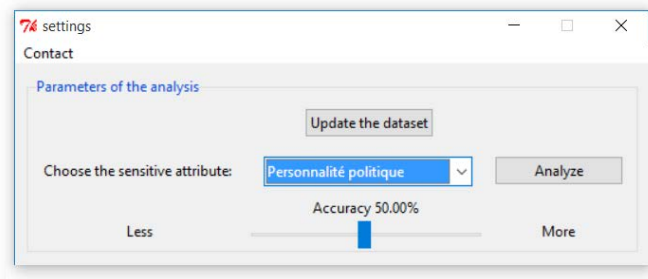 settings
Contact
Parameters of the analysis
Update the dataset
Choose the sensitive attribute: Personnalité politique Analyze
Accuracy 50.00%
Less More